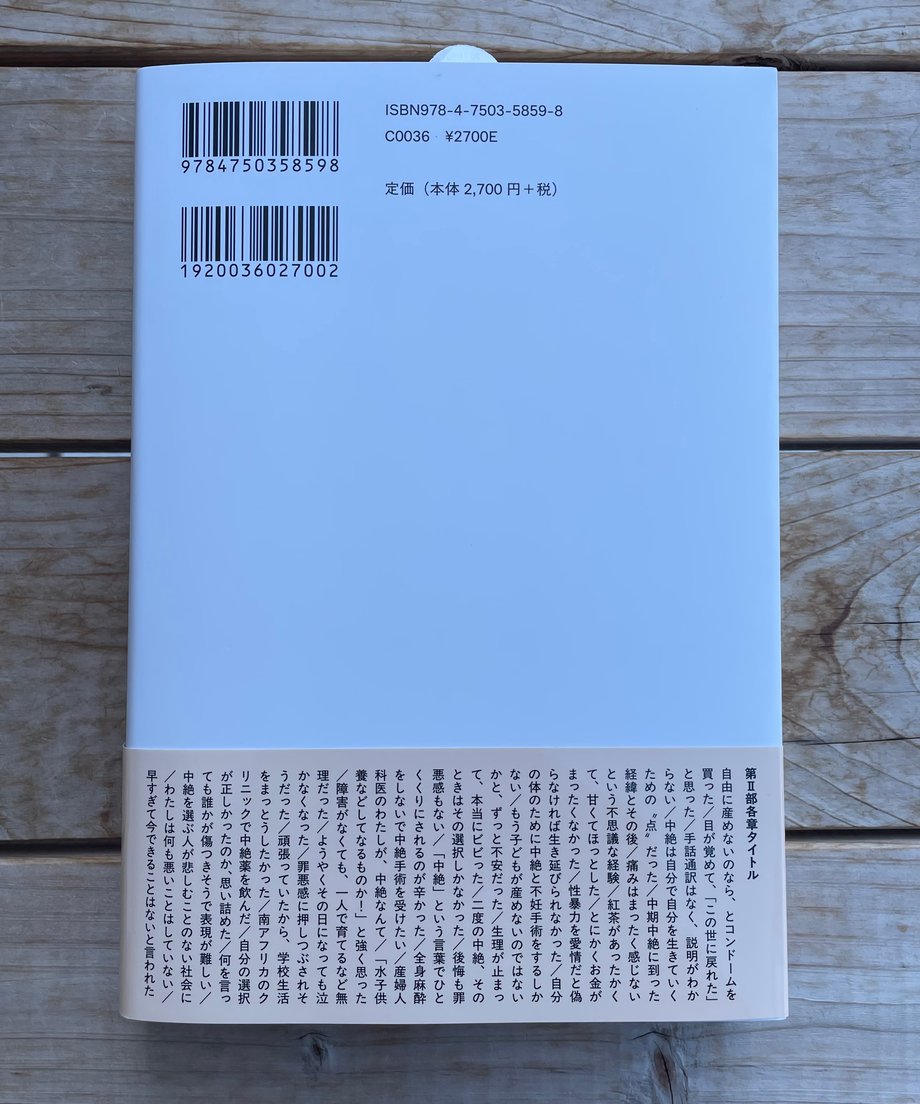 ISBN978-4-7503-5859-8
C0036 ¥2700E
9784750358598
定価（本体 2,700 円＋税）
1920036027002
第Ⅱ部各章タイトル
自由に産めないのなら、とコンドームを
買った／目が覚めて、「この世に戻れた」
と思った／手話通訳はなく、説明がわか
らない／中絶は自分で自分を生きていく
ための〝点〟だった／中期中絶に到った
経緯とその後／痛みはまったく感じない
という不思議な経験／紅茶があったかく
て、甘くてほっとした／とにかくお金が
まったくなかった／性暴力を愛情だと偽
らなければ生き延びられなかった／自分
の体のために中絶と不妊手術をするしか
ない／もう子どもが産めないのではない
かと、ずっと不安だった／生理が止まっ
て、本当にビビった／二度の中絶、その
ときはその選択しかなかった／後悔も罪
悪感もない／「中絶」という言葉でひと
くくりにされるのが辛かった／全身麻酔
をしないで中絶手術を受けたい／産婦人
科医のわたしが、中絶なんて／「水子供
養などしてなるものか！」と強く思った
／障害がなくても、一人で育てるなど無
理だった／ようやくその日になっても泣
かなくなった／罪悪感に押しつぶされそ
うだった／頑張っていたから、学校生活
をまっとうしたかった／南アフリカのク
リニックで中絶薬を飲んだ／自分の選択
が正しかったのか、思い詰めた／何を言っ
ても誰かが傷つきそうで表現が難しい／
中絶を選ぶ人が悲しむことのない社会に
／わたしは何も悪いことはしていない／
早すぎて今できることはないと言われた